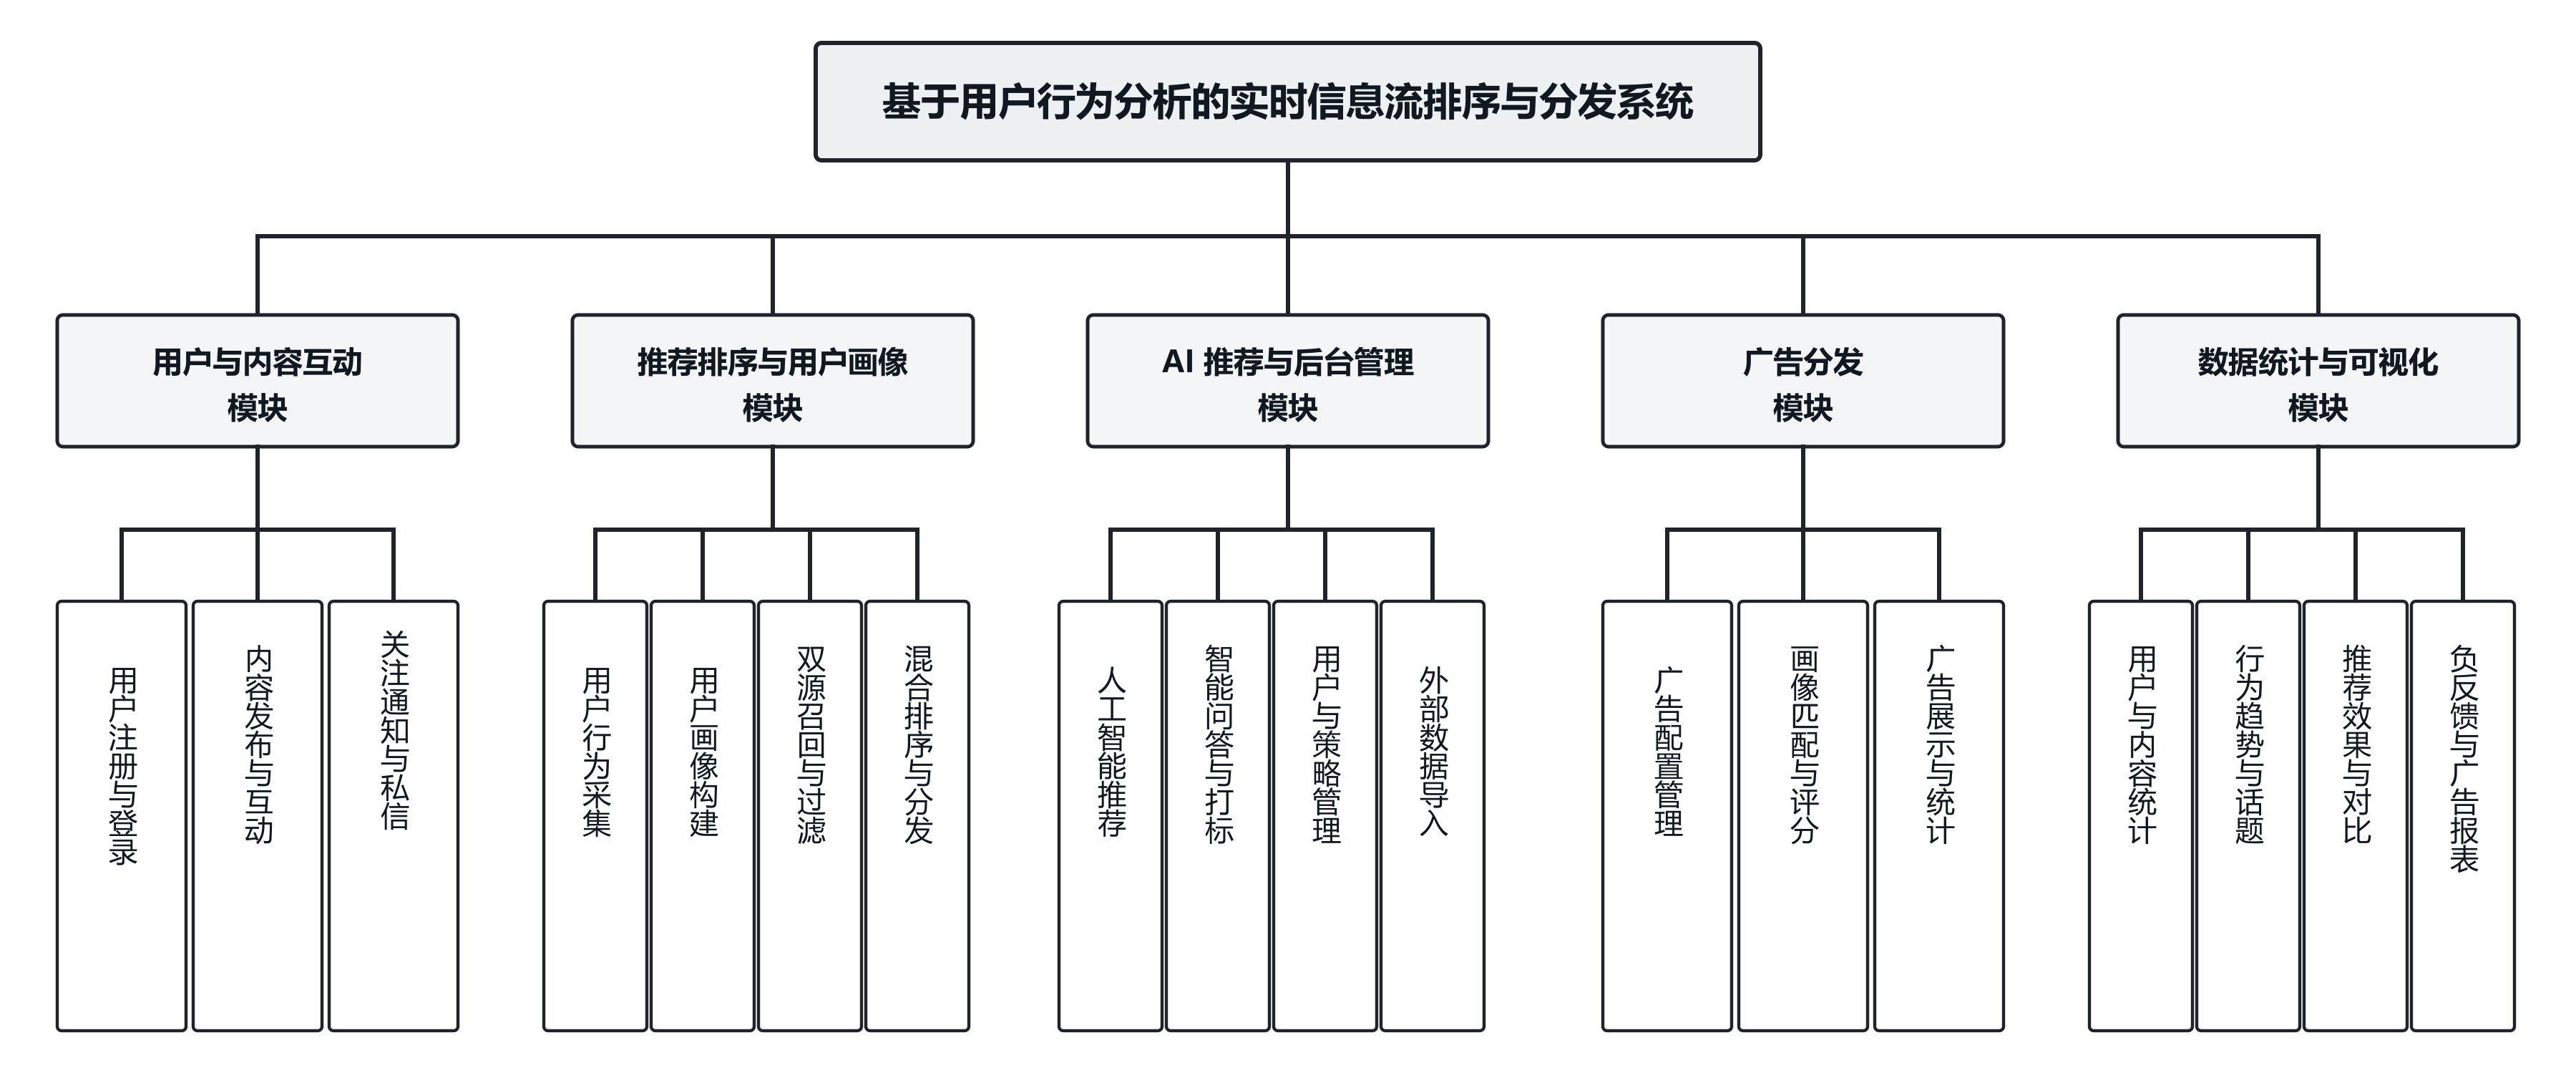 基于用户行为分析的实时信息流排序与分发系统
用户与内容互动
模块
推荐排序与用户画像
模块
AI 推荐与后台管理
模块
广告分发
模块
数据统计与可视化
模块
用户注册与登录
内容发布与互动
关注通知与私信
用户行为采集
用户画像构建
双源召回与过滤
混合排序与分发
人工智能推荐
智能问答与打标
用户与策略管理
外部数据导入
广告配置管理
画像匹配与评分
广告展示与统计
用户与内容统计
行为趋势与话题
推荐效果与对比
负反馈与广告报表